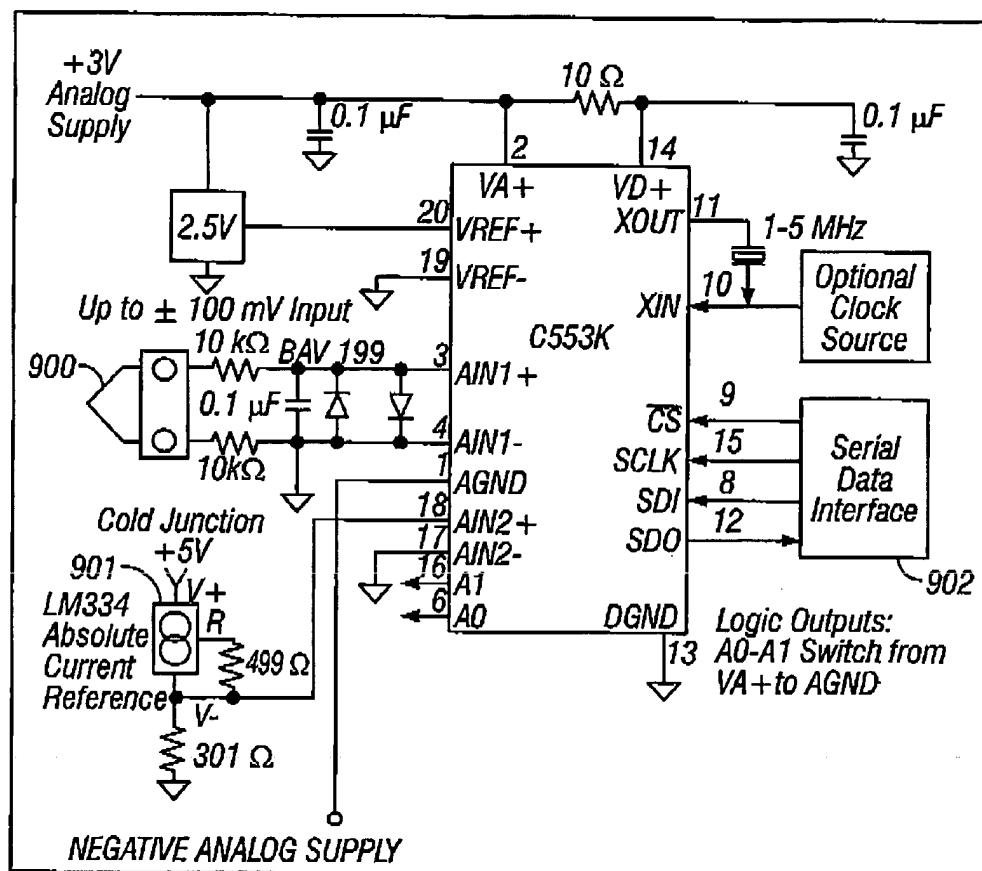 +3V
Analog
Supply
0.1 µF
10 Ω
0.1 µF
2
14
VA+
VD+
2.5V
20
VREF+
XOUT
11
1-5 MHz
19
VREF-
10
XIN
Optional
Clock
Source
Up to ± 100 mV Input
C553K
900
10 kΩ
BAV 199
3
AIN1+
0.1 µF
4
AIN1-
10kΩ
CS
9
SCLK
15
SDI
8
SDO
12
Serial
Data
Interface
902
1
AGND
18
AIN2+
17
AIN2-
16
A1
6
A0
DGND
13
Cold Junction
+5V
901
V+
LM334
Absolute
Current
Reference
R
499 Ω
V-
301 Ω
Logic Outputs:
A0-A1 Switch from
VA+to AGND
NEGATIVE ANALOG SUPPLY